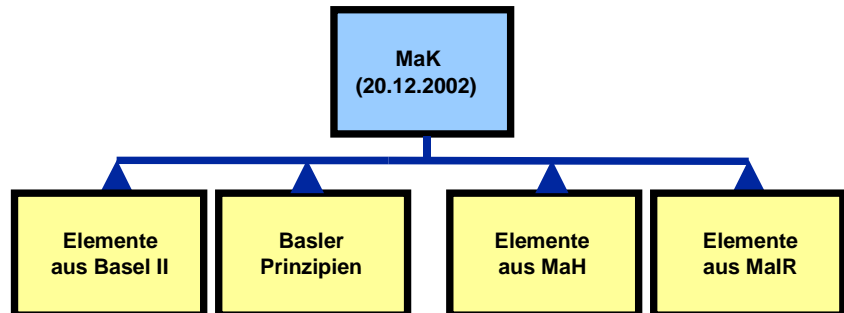 MaK
(20.12.2002)
Elemente
aus Basel II
Basler
Prinzipien
Elemente
aus MaH
Elemente
aus MaIR